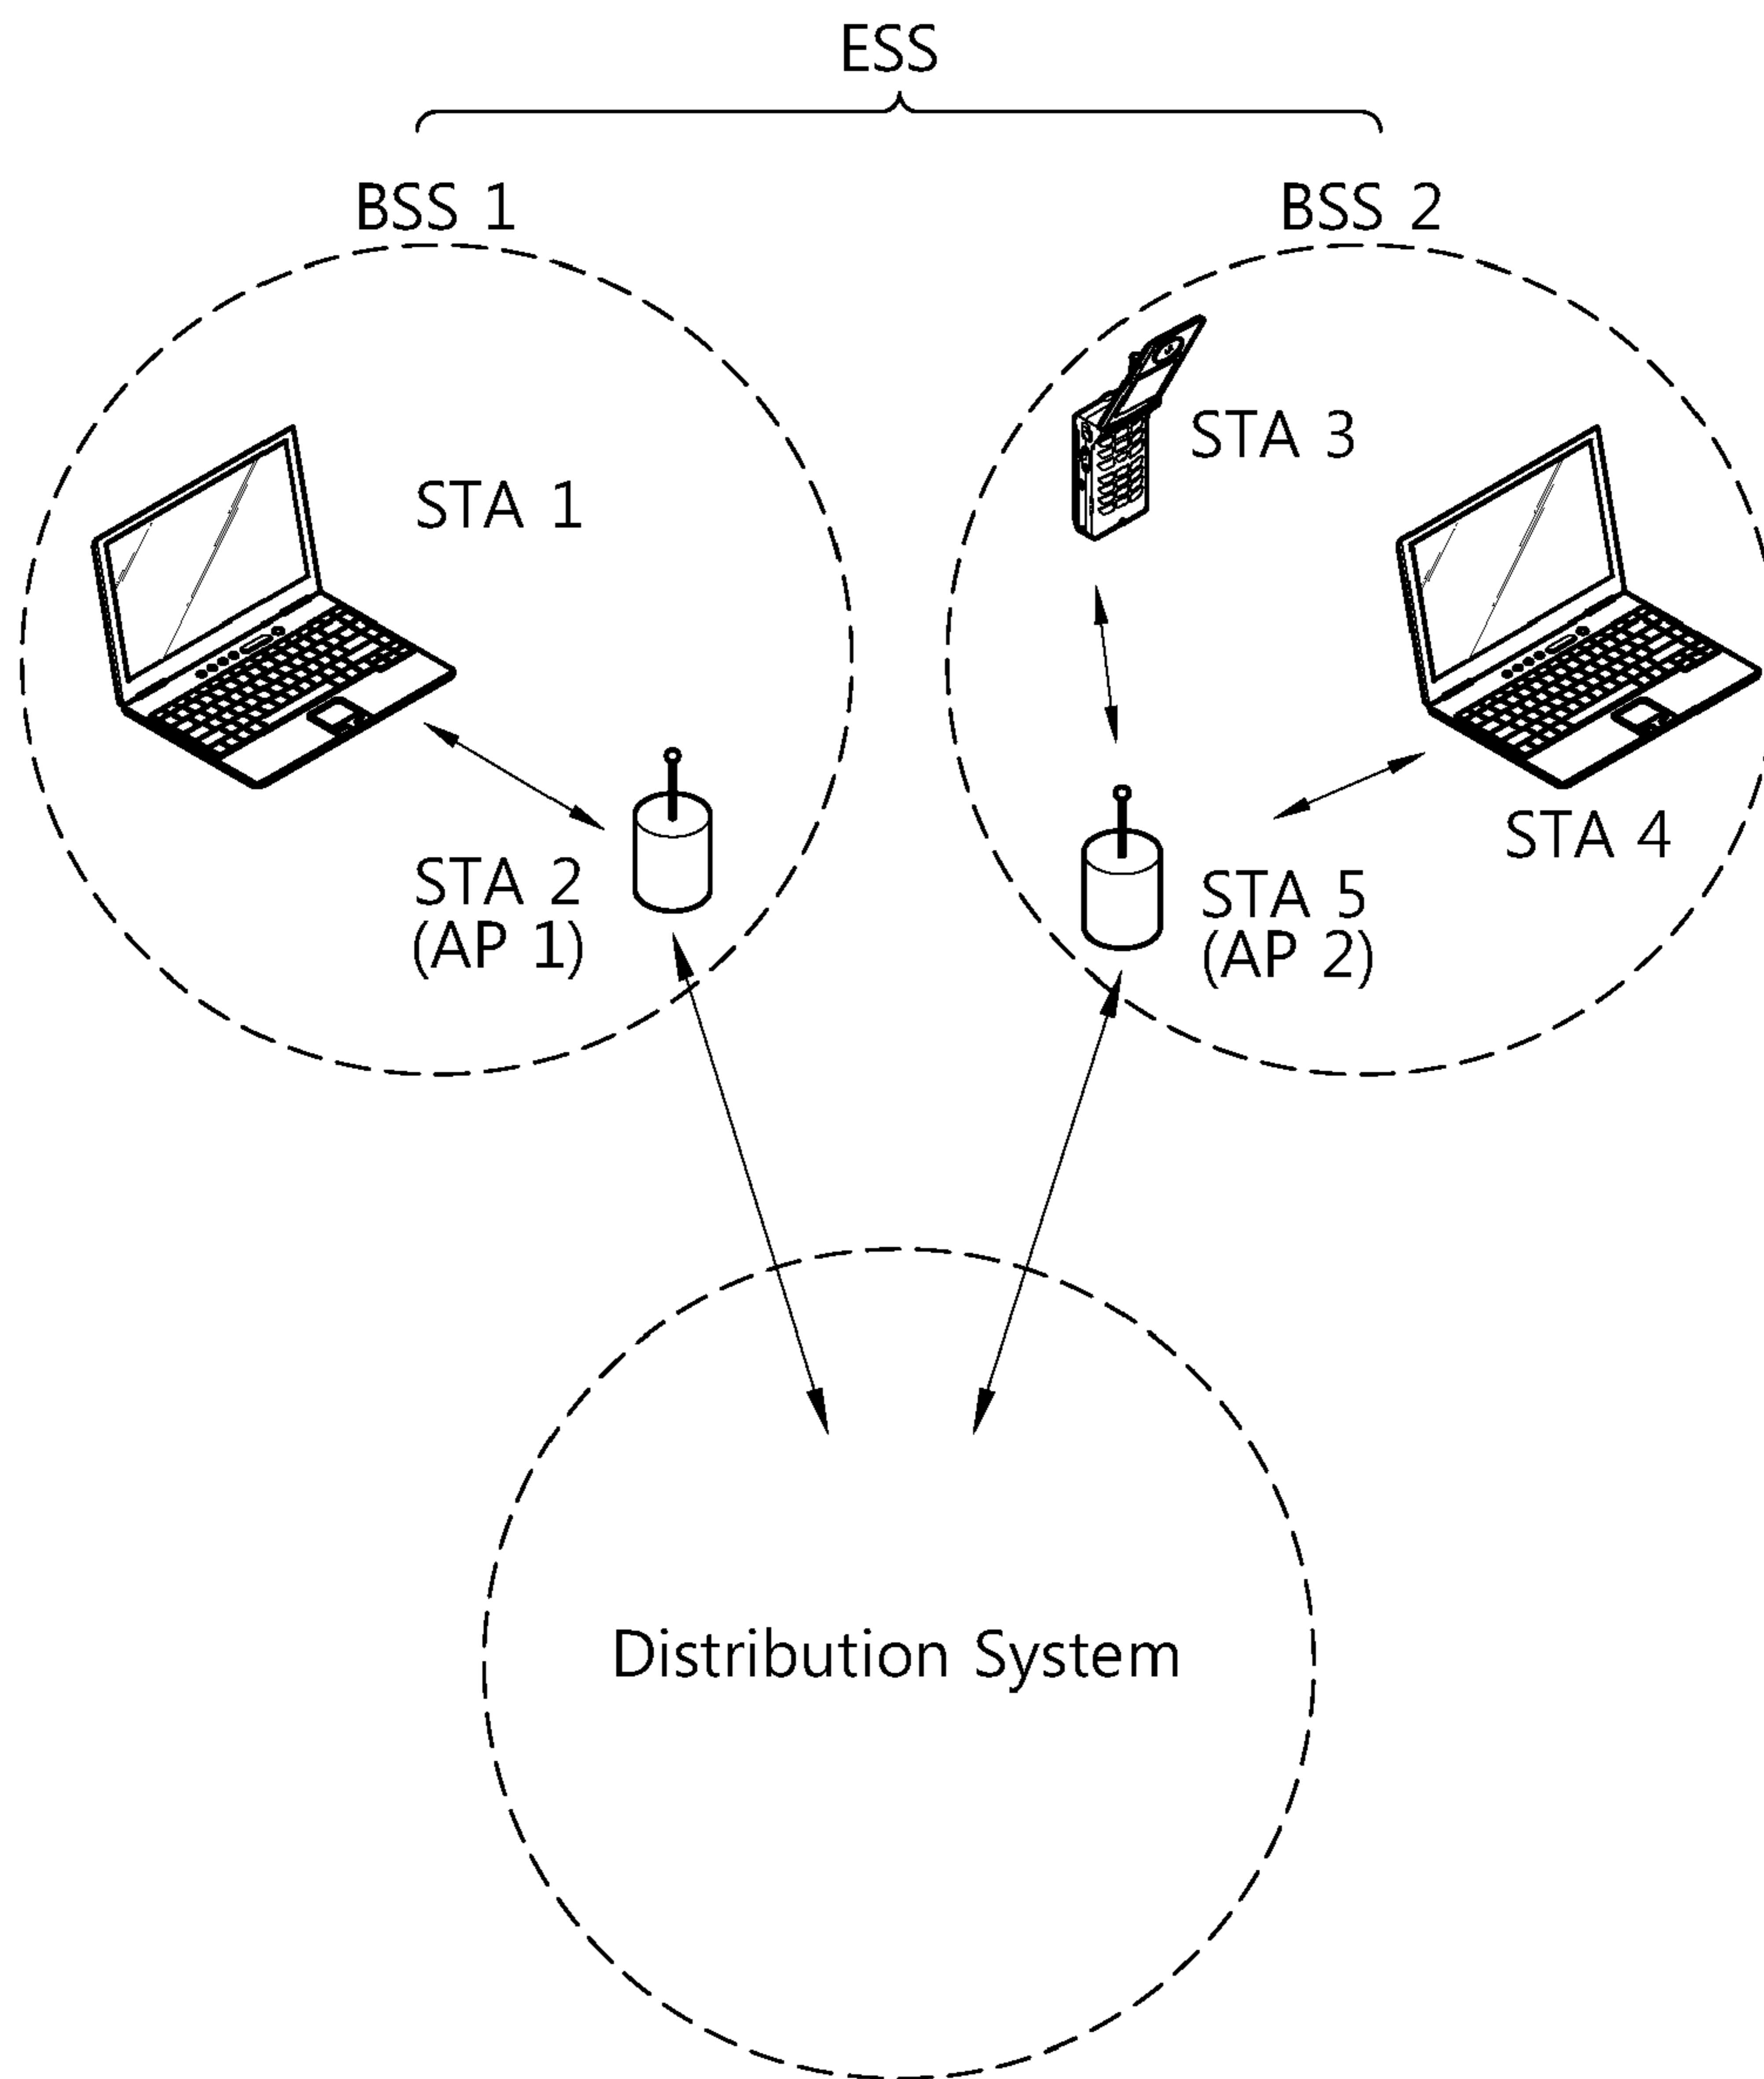 ESS
BSS 1
BSS 2
STA 1
STA 3
STA 2
(AP 1)
STA 4
STA 5
(AP 2)
Distribution System